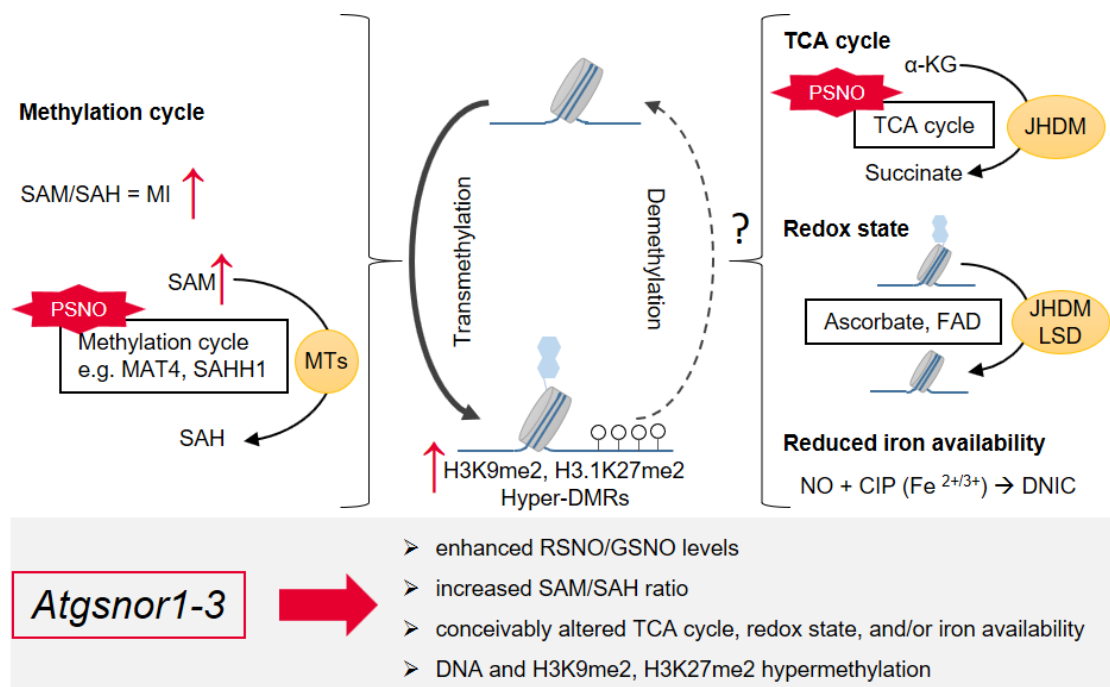 Methylation cycle
SAM/SAH = MI
SAM
PSNO
Methylation cycle
e.g. MAT4, SAHH1
MTs
SAH
Transmethylation
Demethylation
H3K9me2, H3.1K27me2
Hyper-DMRs
?
TCA cycle
α-KG
PSNO
TCA cycle
JHDM
Succinate
Redox state
Ascorbate, FAD
JHDM
LSD
Reduced iron availability
NO + CIP (Fe 2+/3+) → DNIC
Atgsnor1-3
➢ enhanced RSNO/GSNO levels
➢ increased SAM/SAH ratio
➢ conceivably altered TCA cycle, redox state, and/or iron availability
➢ DNA and H3K9me2, H3K27me2 hypermethylation